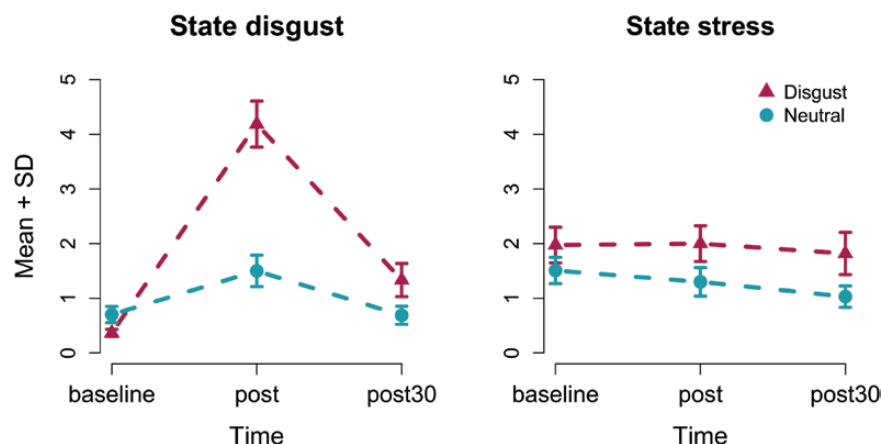 State disgust
Mean + SD
5
4
3
2
1
0
baseline post post30
Time
State stress
5
4
3
2
1
0
Disgust
Neutral
baseline post post30
Time